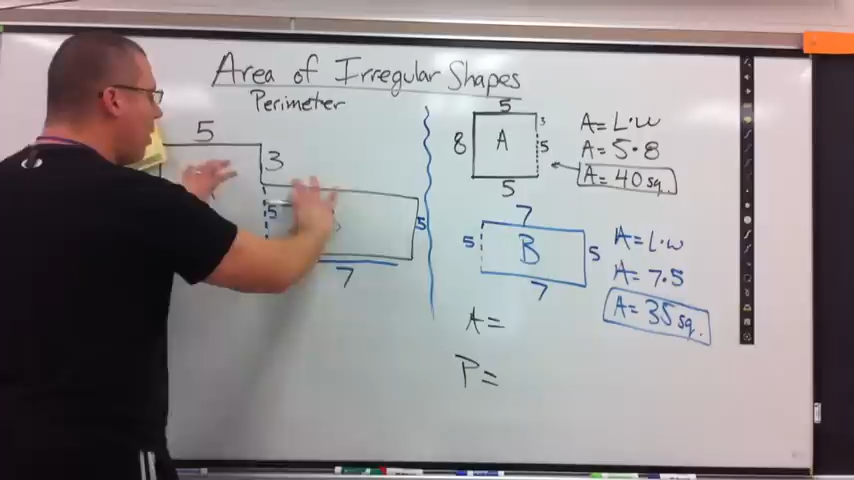 Area of Irregular Shapes
Perimeter
5
3
5
5
7
5
8
A
3
5
5
A = L·W
A = 5·8
A = 40 sq.
7
5
B
5
7
A = L·W
A = 7·5
A = 35 sq.
A =
P =